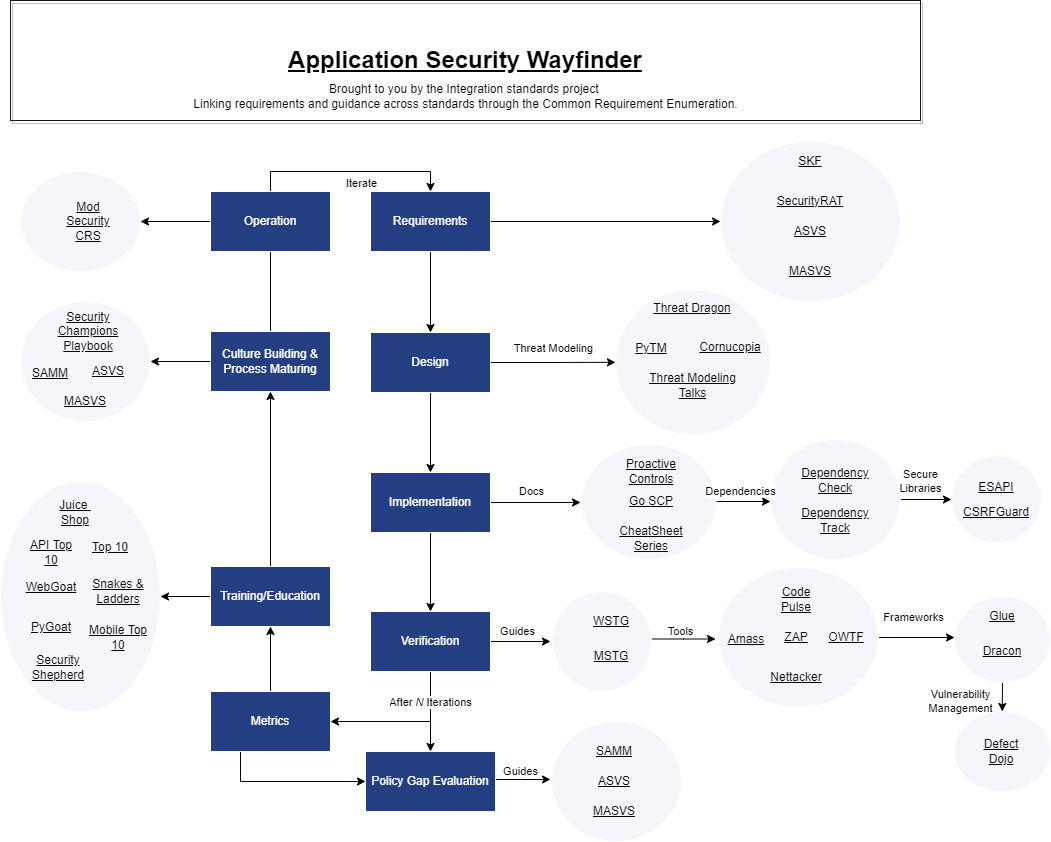 Application Security Wayfinder
Brought to you by the Integration standards project
Linking requirements and guidance across standards through the Common Requirement Enumeration.
Iterate
Operation
Requirements
Mod
Security
CRS
SKF
SecurityRAT
ASVS
MASVS
Security
Champions
Playbook
SAMM
ASVS
MASVS
Culture Building &
Process Maturing
Design
Threat Modeling
Threat Dragon
PyTM
Cornucopia
Threat Modeling
Talks
Implementation
Docs
Proactive
Controls
Go SCP
CheatSheet
Series
Dependencies
Dependency
Check
Dependency
Track
Secure
Libraries
ESAPI
CSRFGuard
Juice
Shop
API Top
10
Top 10
WebGoat
Snakes &
Ladders
PyGoat
Mobile Top
10
Security
Shepherd
Training/Education
Verification
Guides
WSTG
MSTG
Tools
Code
Pulse
Amass
ZAP
OWTF
Nettacker
Frameworks
Glue
Dracon
Vulnerability
Management
Defect
Dojo
After N Iterations
Metrics
Policy Gap Evaluation
Guides
SAMM
ASVS
MASVS